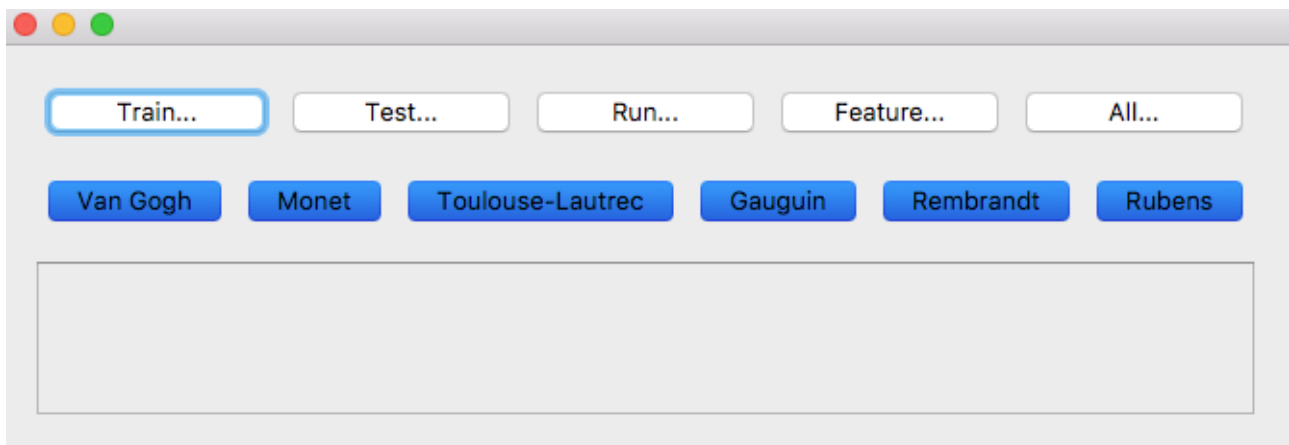 Train... Test... Run... Feature... All...
Van Gogh Monet Toulouse-Lautrec Gauguin Rembrandt Rubens